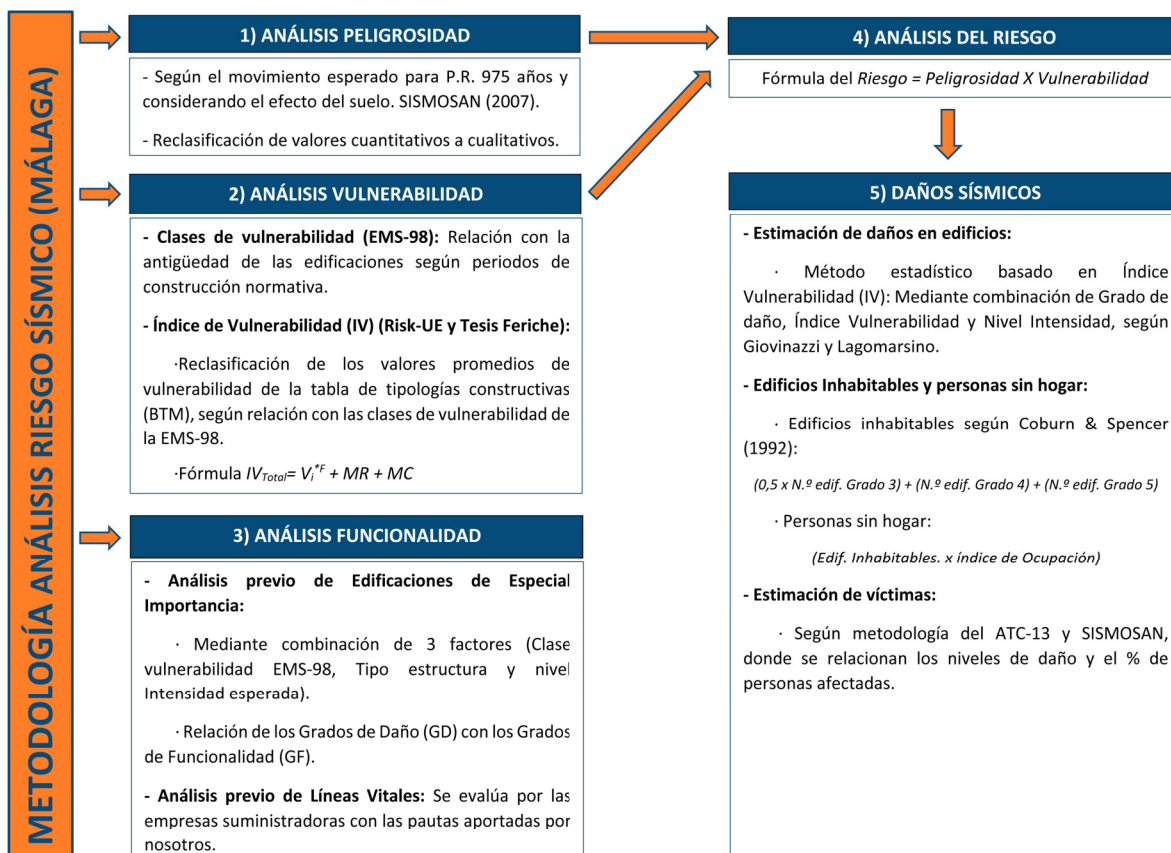 METODOLOGÍA ANÁLISIS RIESGO SÍSMICO (MÁLAGA)
1) ANÁLISIS PELIGROSIDAD
- Según el movimiento esperado para P.R. 975 años y
considerando el efecto del suelo. SISMOSAN (2007).
- Reclasificación de valores cuantitativos a cualitativos.
2) ANÁLISIS VULNERABILIDAD
- Clases de vulnerabilidad (EMS-98): Relación con la
antigüedad de las edificaciones según periodos de
construcción normativa.
- Índice de Vulnerabilidad (IV) (Risk-UE y Tesis Feriche):
·Reclasificación de los valores promedios de
vulnerabilidad de la tabla de tipologías constructivas
(BTM), según relación con las clases de vulnerabilidad de
la EMS-98.
·Fórmula IVTotal= Vi*F + MR + MC
3) ANÁLISIS FUNCIONALIDAD
- Análisis previo de Edificaciones de Especial
Importancia:
· Mediante combinación de 3 factores (Clase
vulnerabilidad EMS-98, Tipo estructura y nivel
Intensidad esperada).
· Relación de los Grados de Daño (GD) con los Grados
de Funcionalidad (GF).
- Análisis previo de Líneas Vitales: Se evalúa por las
empresas suministradoras con las pautas aportadas por
nosotros.
4) ANÁLISIS DEL RIESGO
Fórmula del Riesgo = Peligrosidad X Vulnerabilidad
5) DAÑOS SÍSMICOS
- Estimación de daños en edificios:
· Método estadístico basado en Índice
Vulnerabilidad (IV): Mediante combinación de Grado de
daño, Índice Vulnerabilidad y Nivel Intensidad, según
Giovinazzi y Lagomarsino.
- Edificios Inhabitables y personas sin hogar:
· Edificios inhabitables según Coburn & Spencer
(1992):
(0,5 x N.º edif. Grado 3) + (N.º edif. Grado 4) + (N.º edif. Grado 5)
· Personas sin hogar:
(Edif. Inhabitables. x índice de Ocupación)
- Estimación de víctimas:
· Según metodología del ATC-13 y SISMOSAN,
donde se relacionan los niveles de daño y el % de
personas afectadas.